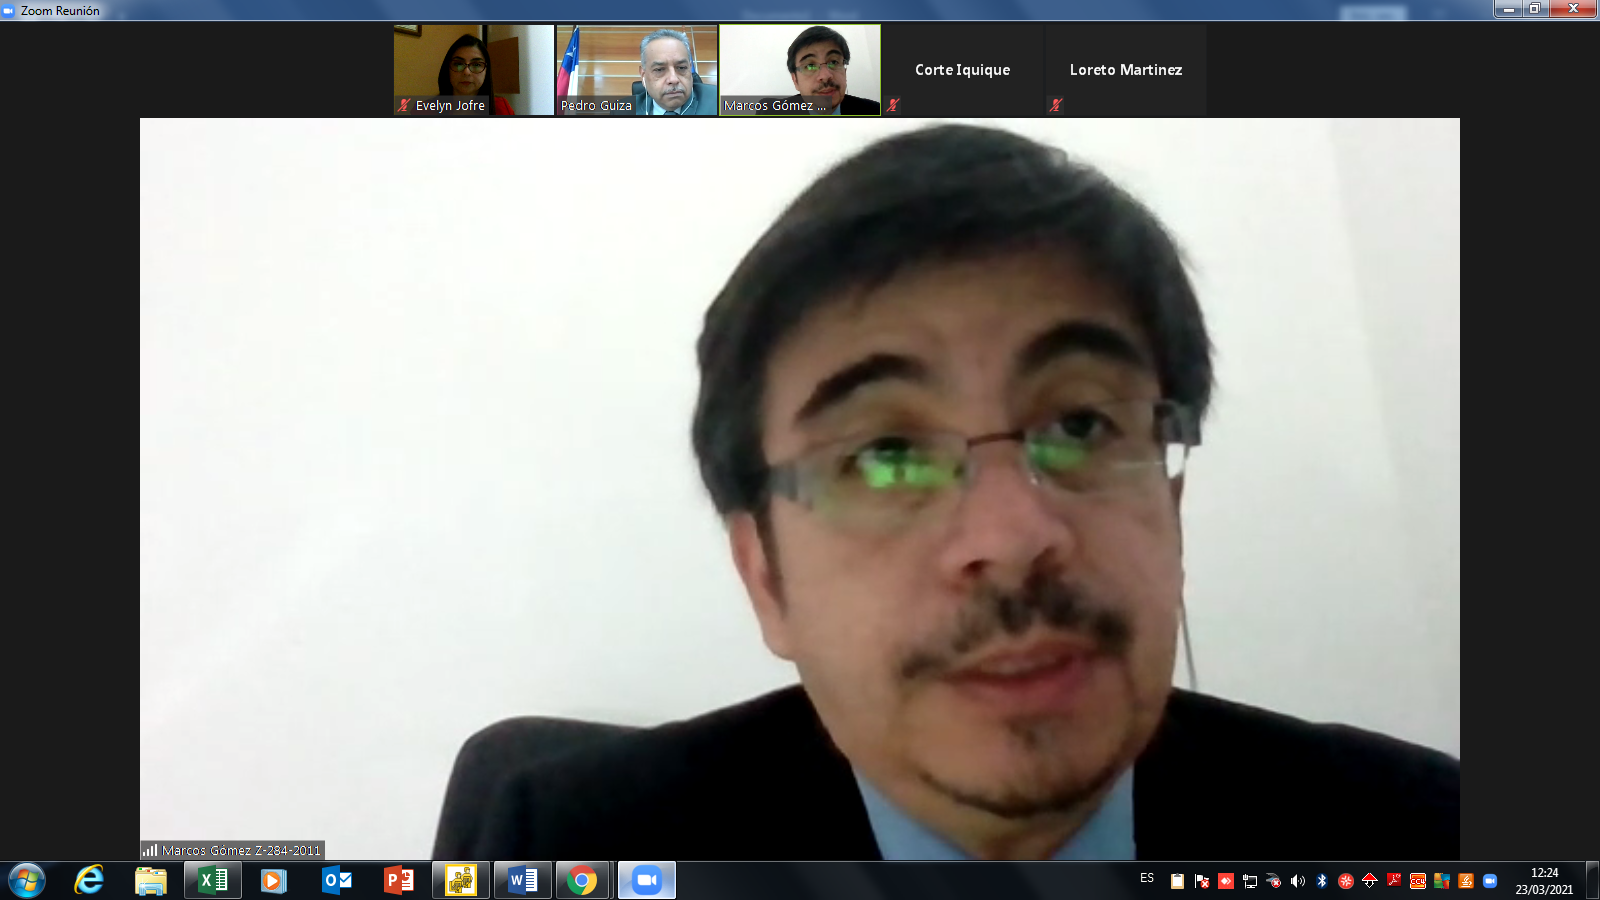 Zoom Reunión
Evelyn Jofre
Pedro Guiza
Marcos Gómez ...
Corte Iquique
Loreto Martinez
Marcos Gómez Z-284-2011
ES
12:24
23/03/2021